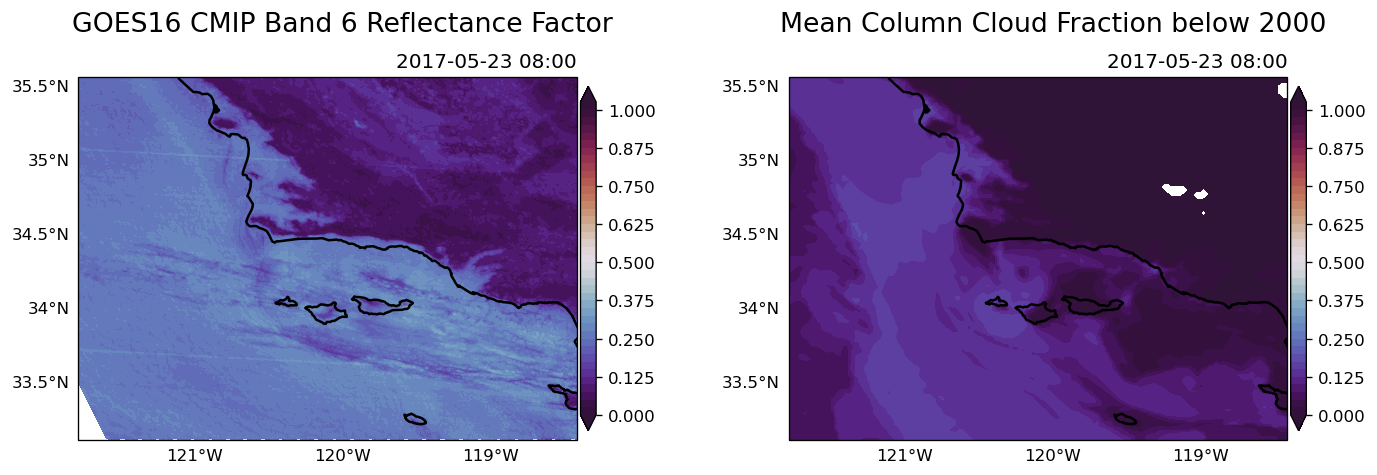 GOES16 CMIP Band 6 Reflectance Factor
2017-05-23 08:00
35.5°N
35°N
34.5°N
34°N
33.5°N
121°W 120°W 119°W
1.000
0.875
0.750
0.625
0.500
0.375
0.250
0.125
0.000
Mean Column Cloud Fraction below 2000
2017-05-23 08:00
35.5°N
35°N
34.5°N
34°N
33.5°N
121°W 120°W 119°W
1.000
0.875
0.750
0.625
0.500
0.375
0.250
0.125
0.000